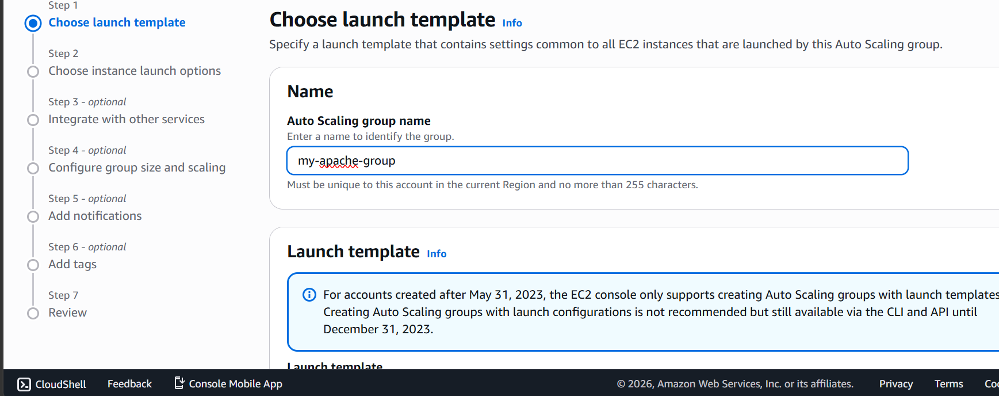 Step 1
Choose launch template
Step 2
Choose instance launch options
Step 3 - optional
Integrate with other services
Step 4 - optional
Configure group size and scaling
Step 5 - optional
Add notifications
Step 6 - optional
Add tags
Step 7
Review
Choose launch template Info
Specify a launch template that contains settings common to all EC2 instances that are launched by this Auto Scaling group.
Name
Auto Scaling group name
Enter a name to identify the group.
my-apache-group
Must be unique to this account in the current Region and no more than 255 characters.
Launch template Info
For accounts created after May 31, 2023, the EC2 console only supports creating Auto Scaling groups with launch templates
Creating Auto Scaling groups with launch configurations is not recommended but still available via the CLI and API until
December 31, 2023.
Launch template
CloudShell Feedback Console Mobile App © 2026, Amazon Web Services, Inc. or its affiliates. Privacy Terms